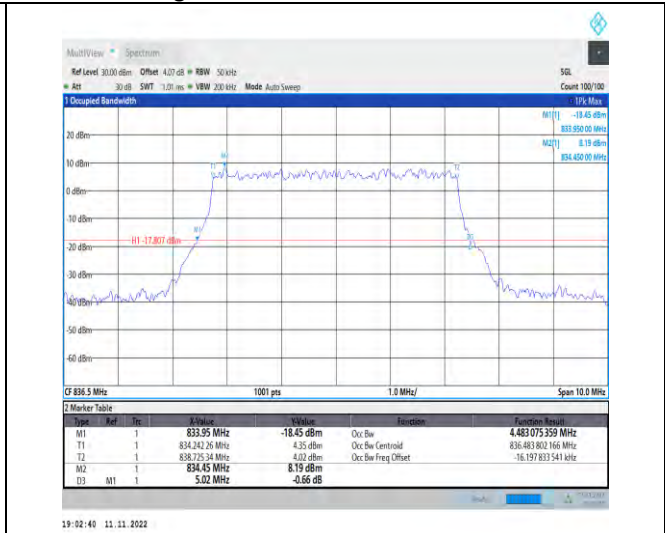 MultiView Spectrum
Ref Level 30.00 dBm Offset 4.07 dB RBW 50 kHz SGL
Att 30 dB SWT 1.01 ms VBW 200 kHz Mode Auto Sweep Count 100/100
1 Occupied Bandwidth 1Pk Max
M1[1] -18.45 dBm
833.950 00 MHz
M2[1] 8.19 dBm
834.450 00 MHz
20 dBm
10 dBm
0 dBm
-10 dBm
-20 dBm
-30 dBm
-40 dBm
-50 dBm
-60 dBm
T1 M2 T2
M1 D3
H1 -17.807 dBm
CF 836.5 MHz 1001 pts 1.0 MHz/ Span 10.0 MHz
2 Marker Table
Type Ref Trc X-Value Y-Value Function Function Result
M1 1 833.95 MHz -18.45 dBm Occ Bw 4.483 075 359 MHz
T1 1 834.242 26 MHz 4.35 dBm Occ Bw Centroid 836.483 802 166 MHz
T2 1 838.725 34 MHz 4.02 dBm Occ Bw Freq Offset -16.197 833 541 kHz
M2 1 834.45 MHz 8.19 dBm
D3 M1 1 5.02 MHz -0.66 dB
19:02:40 11.11.2022